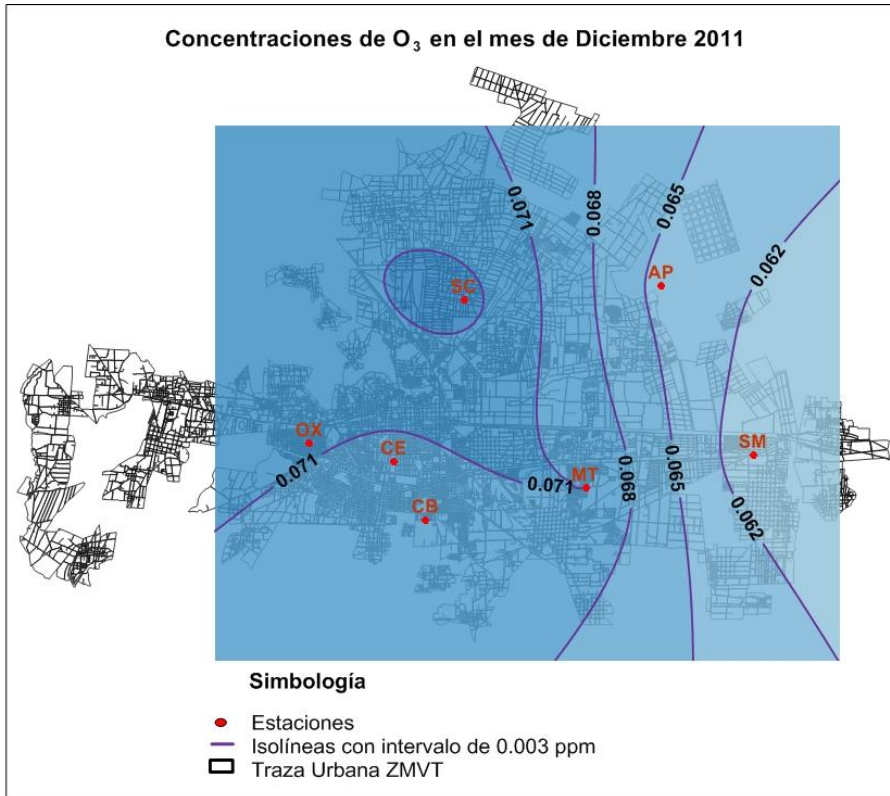 Concentraciones de O₃ en el mes de Diciembre 2011
0.071
0.068
0.065
0.062
SC
AP
OX
CE
CB
MT
SM
0.071
0.071
0.068
0.065
0.062
Simbología
Estaciones
Isolíneas con intervalo de 0.003 ppm
Traza Urbana ZMVT